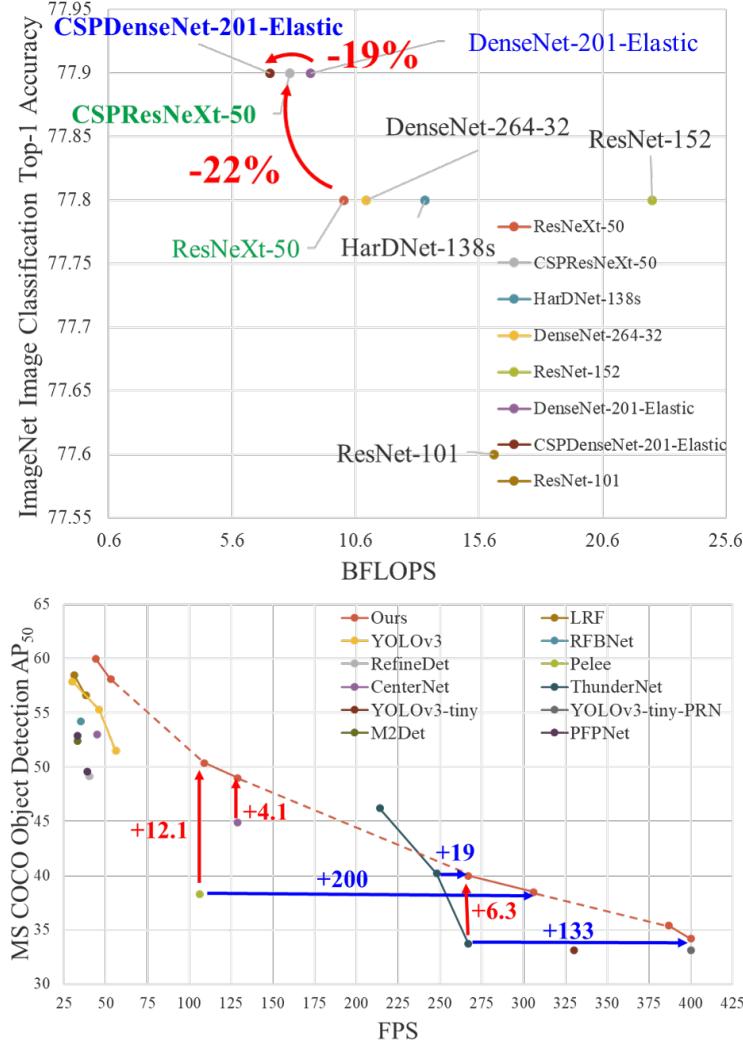 77.95
CSPDenseNet-201-Elastic
-19%
DenseNet-201-Elastic
77.9
CSPResNeXt-50
77.85
DenseNet-264-32
ResNet-152
-22%
77.8
ResNeXt-50
HarDNet-138s
77.75
77.7
77.65
ResNet-101
77.6
77.55
ImageNet Image Classification Top-1 Accuracy
ResNeXt-50
CSPResNeXt-50
HarDNet-138s
DenseNet-264-32
ResNet-152
DenseNet-201-Elastic
CSPDenseNet-201-Elastic
ResNet-101
0.6 5.6 10.6 15.6 20.6 25.6
BFLOPS
65
60
55
50
45
40
35
30
MS COCO Object Detection AP50
Ours LRF
YOLOv3 RFBNet
RefineDet Pelee
CenterNet ThunderNet
YOLOv3-tiny YOLOv3-tiny-PRN
M2Det PFPNet
+12.1
+4.1
+19
+200
+6.3
+133
25 50 75 100 125 150 175 200 225 250 275 300 325 350 375 400 425
FPS